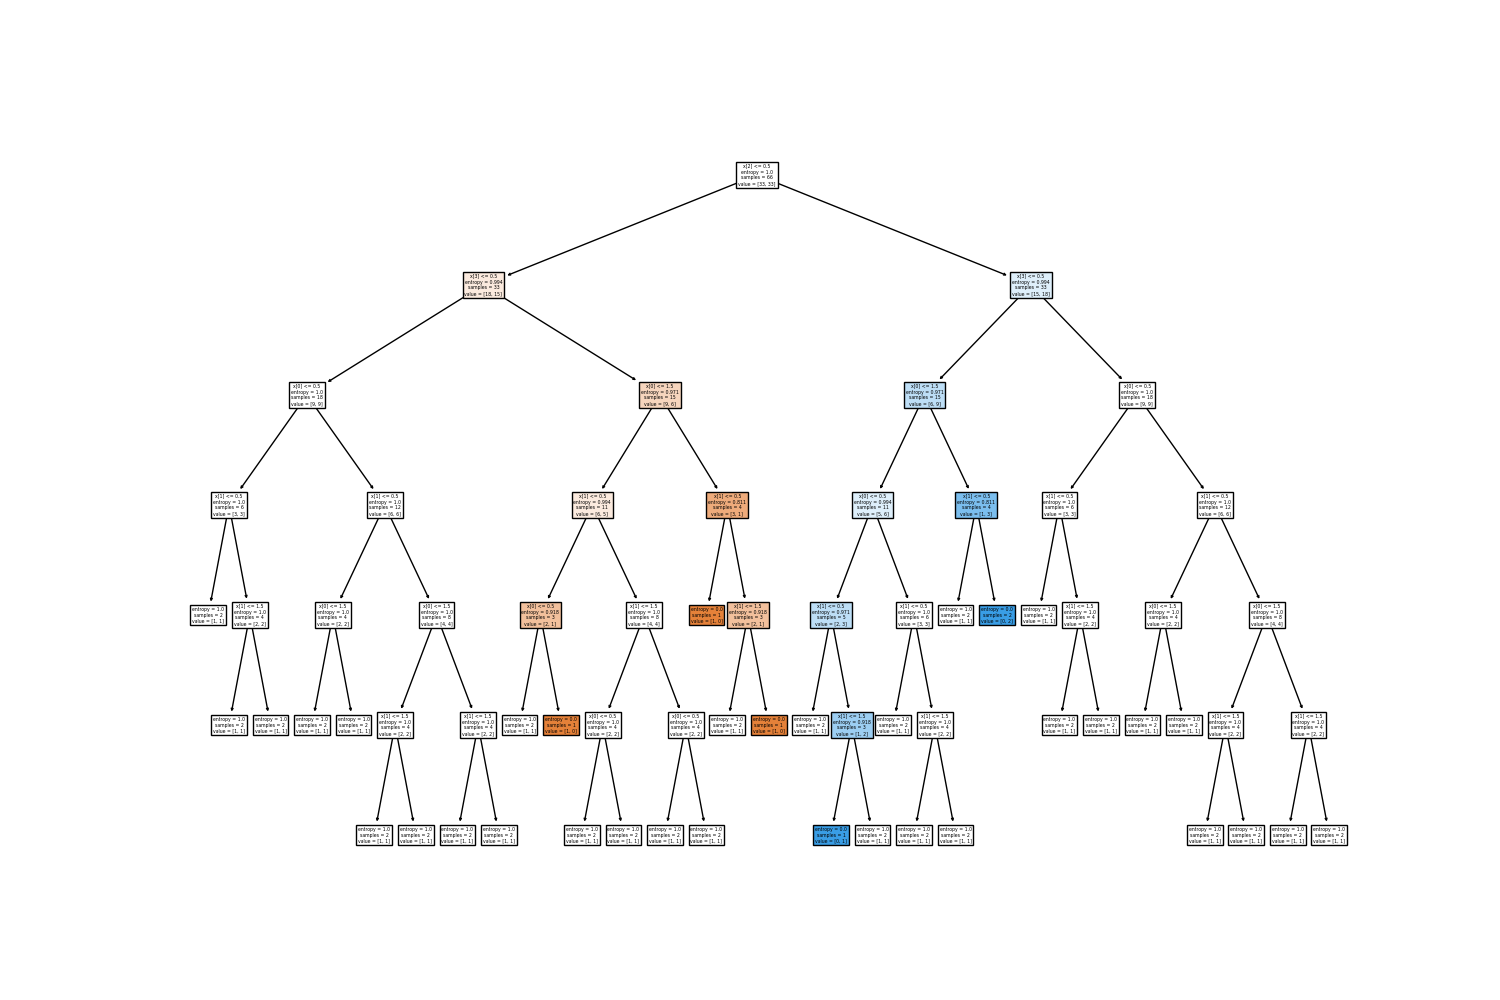 x[2] <= 0.5
entropy = 1.0
samples = 66
value = [33, 33]
x[3] <= 0.5
entropy = 0.994
samples = 33
value = [18, 15]
x[3] <= 0.5
entropy = 0.994
samples = 33
value = [15, 18]
x[0] <= 0.5
entropy = 1.0
samples = 18
value = [9, 9]
x[0] <= 1.5
entropy = 0.971
samples = 15
value = [9, 6]
x[0] <= 1.5
entropy = 0.971
samples = 15
value = [6, 9]
x[0] <= 0.5
entropy = 1.0
samples = 18
value = [9, 9]
x[1] <= 0.5
entropy = 1.0
samples = 6
value = [3, 3]
x[1] <= 0.5
entropy = 1.0
samples = 12
value = [6, 6]
x[1] <= 0.5
entropy = 0.994
samples = 11
value = [6, 5]
x[1] <= 0.5
entropy = 0.811
samples = 4
value = [3, 1]
x[0] <= 0.5
entropy = 0.994
samples = 11
value = [5, 6]
x[1] <= 0.5
entropy = 0.811
samples = 4
value = [1, 3]
x[1] <= 0.5
entropy = 1.0
samples = 6
value = [3, 3]
x[1] <= 0.5
entropy = 1.0
samples = 12
value = [6, 6]
entropy = 1.0
samples = 2
value = [1, 1]
x[1] <= 1.5
entropy = 1.0
samples = 4
value = [2, 2]
x[0] <= 1.5
entropy = 1.0
samples = 4
value = [2, 2]
x[0] <= 1.5
entropy = 1.0
samples = 8
value = [4, 4]
x[0] <= 0.5
entropy = 0.918
samples = 3
value = [2, 1]
x[1] <= 1.5
entropy = 1.0
samples = 8
value = [4, 4]
entropy = 0.0
samples = 1
value = [1, 0]
x[1] <= 1.5
entropy = 0.918
samples = 3
value = [2, 1]
x[1] <= 0.5
entropy = 0.971
samples = 5
value = [2, 3]
x[1] <= 0.5
entropy = 1.0
samples = 6
value = [3, 3]
entropy = 1.0
samples = 2
value = [1, 1]
entropy = 0.0
samples = 2
value = [0, 2]
entropy = 1.0
samples = 2
value = [1, 1]
x[1] <= 1.5
entropy = 1.0
samples = 4
value = [2, 2]
x[0] <= 1.5
entropy = 1.0
samples = 4
value = [2, 2]
x[0] <= 1.5
entropy = 1.0
samples = 8
value = [4, 4]
entropy = 1.0
samples = 2
value = [1, 1]
entropy = 1.0
samples = 2
value = [1, 1]
entropy = 1.0
samples = 2
value = [1, 1]
entropy = 1.0
samples = 2
value = [1, 1]
x[1] <= 1.5
entropy = 1.0
samples = 4
value = [2, 2]
x[1] <= 1.5
entropy = 1.0
samples = 4
value = [2, 2]
entropy = 1.0
samples = 2
value = [1, 1]
entropy = 0.0
samples = 1
value = [1, 0]
x[0] <= 0.5
entropy = 1.0
samples = 4
value = [2, 2]
x[0] <= 0.5
entropy = 1.0
samples = 4
value = [2, 2]
entropy = 1.0
samples = 2
value = [1, 1]
entropy = 0.0
samples = 1
value = [1, 0]
entropy = 1.0
samples = 2
value = [1, 1]
x[1] <= 1.5
entropy = 0.918
samples = 3
value = [1, 2]
entropy = 1.0
samples = 2
value = [1, 1]
x[1] <= 1.5
entropy = 1.0
samples = 4
value = [2, 2]
entropy = 1.0
samples = 2
value = [1, 1]
entropy = 1.0
samples = 2
value = [1, 1]
entropy = 1.0
samples = 2
value = [1, 1]
entropy = 1.0
samples = 2
value = [1, 1]
x[1] <= 1.5
entropy = 1.0
samples = 4
value = [2, 2]
x[1] <= 1.5
entropy = 1.0
samples = 4
value = [2, 2]
entropy = 1.0
samples = 2
value = [1, 1]
entropy = 1.0
samples = 2
value = [1, 1]
entropy = 1.0
samples = 2
value = [1, 1]
entropy = 1.0
samples = 2
value = [1, 1]
entropy = 1.0
samples = 2
value = [1, 1]
entropy = 1.0
samples = 2
value = [1, 1]
entropy = 1.0
samples = 2
value = [1, 1]
entropy = 1.0
samples = 2
value = [1, 1]
entropy = 0.0
samples = 1
value = [0, 1]
entropy = 1.0
samples = 2
value = [1, 1]
entropy = 1.0
samples = 2
value = [1, 1]
entropy = 1.0
samples = 2
value = [1, 1]
entropy = 1.0
samples = 2
value = [1, 1]
entropy = 1.0
samples = 2
value = [1, 1]
entropy = 1.0
samples = 2
value = [1, 1]
entropy = 1.0
samples = 2
value = [1, 1]